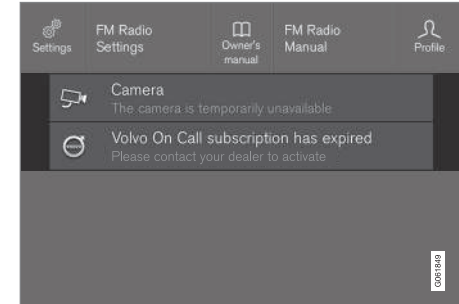 Settings
FM Radio
Settings
Owner's
manual
FM Radio
Manual
Profile
Camera
The camera is temporarily unavailable
Volvo On Call subscription has expired
Please contact your dealer to activate
G061849